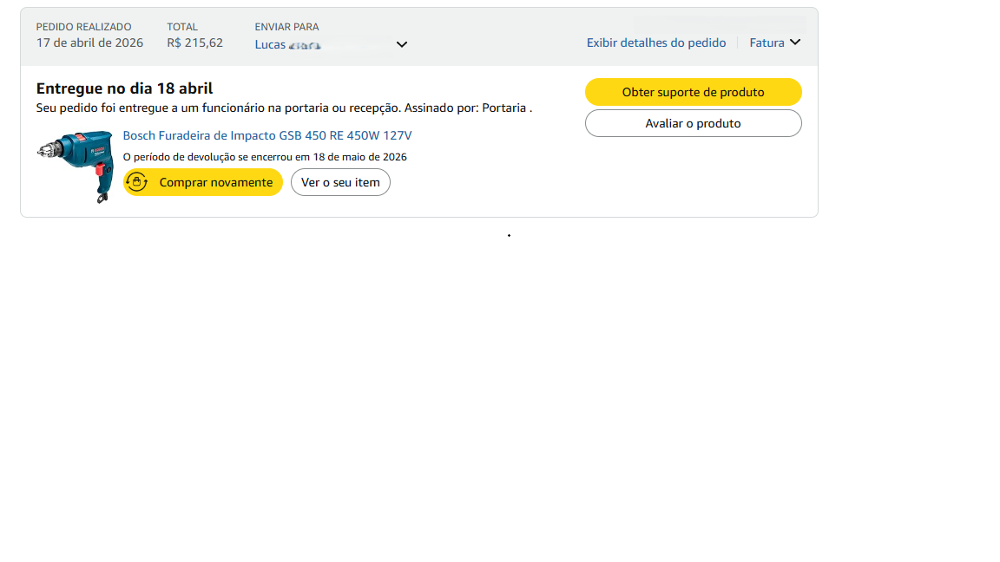 PEDIDO REALIZADO
17 de abril de 2026
TOTAL
R$ 215,62
ENVIAR PARA
Lucas
Exibir detalhes do pedido
Fatura
Entregue no dia 18 abril
Seu pedido foi entregue a um funcionário na portaria ou recepção. Assinado por: Portaria .
Obter suporte de produto
Avaliar o produto
Bosch Furadeira de Impacto GSB 450 RE 450W 127V
O período de devolução se encerrou em 18 de maio de 2026
Comprar novamente
Ver o seu item